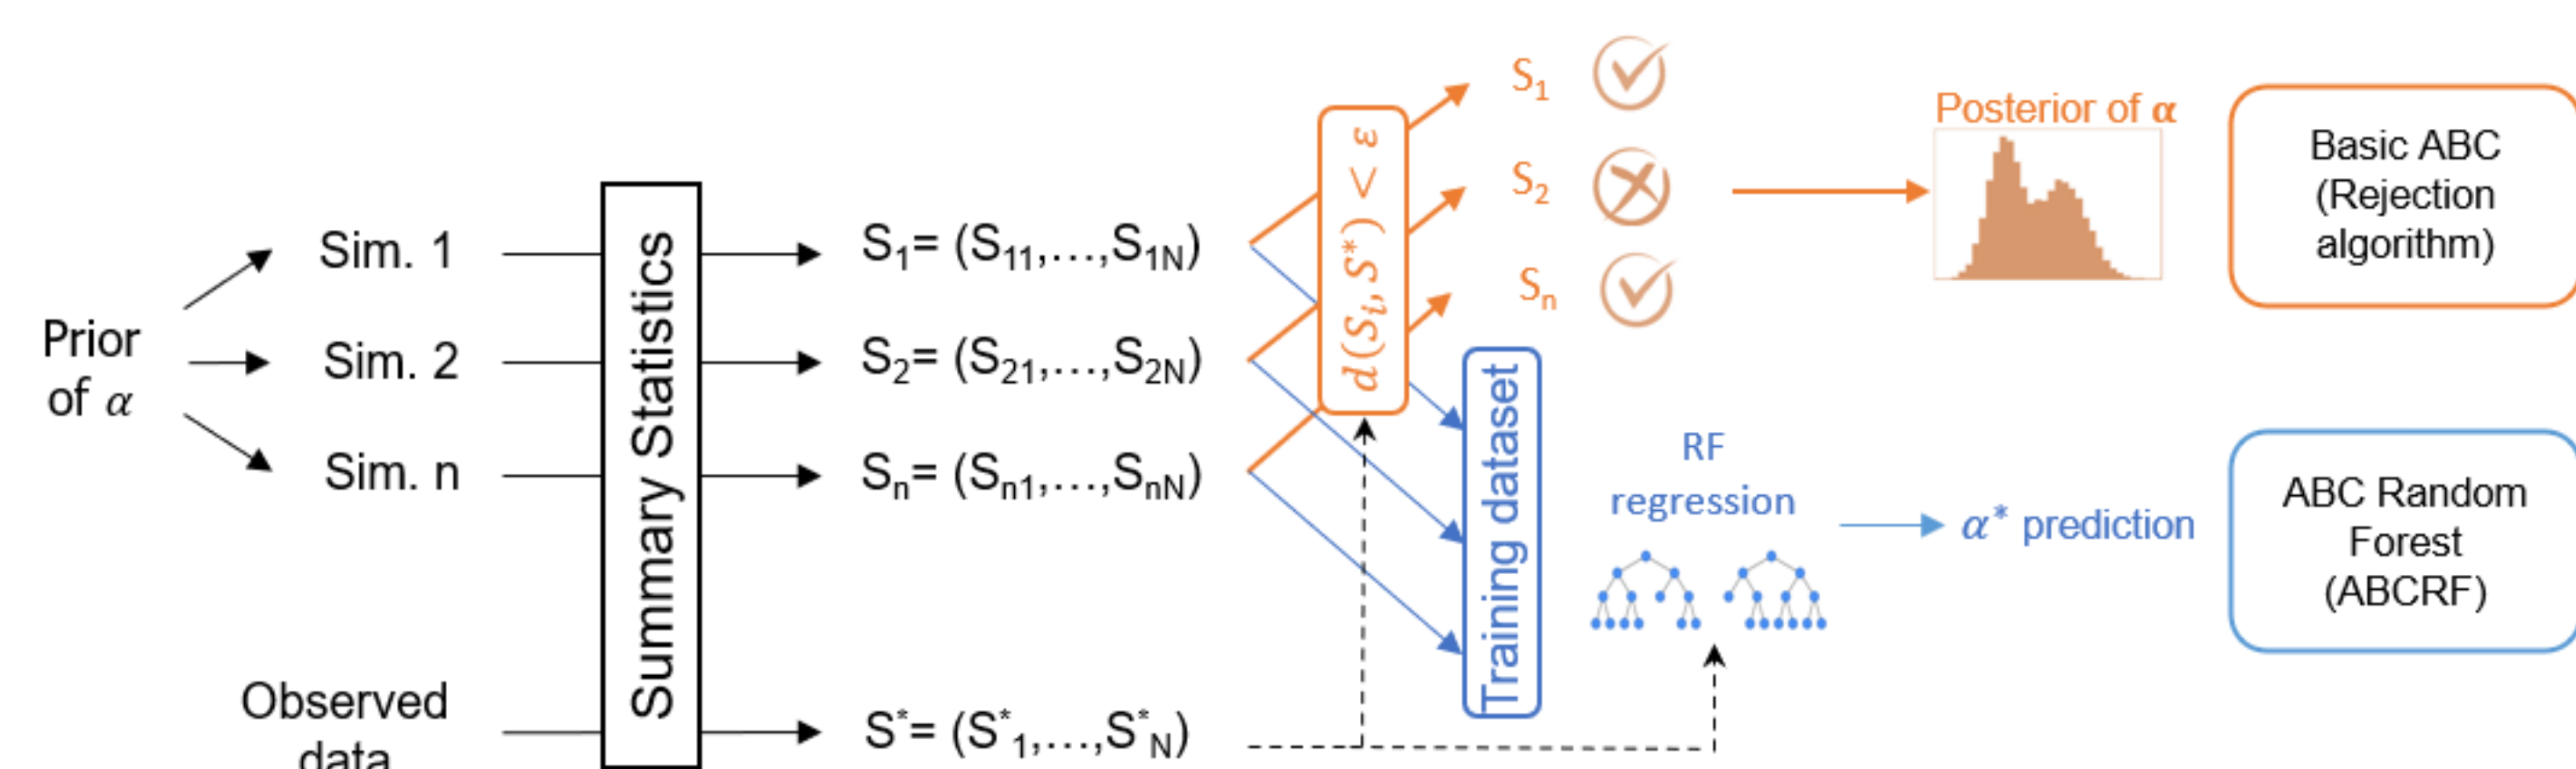 Prior
of α
Sim. 1
Sim. 2
Sim. n
Observed
data
Summary Statistics
S₁= (S₁₁,...,S₁N)
S₂= (S₂₁,...,S₂N)
Sₙ= (Sₙ₁,...,SₙN)
S*= (S*₁,...,S*N)
d(Sᵢ,S*) < ε
S₁
S₂
Sₙ
Training dataset
RF
regression
Posterior of α
α* prediction
Basic ABC
(Rejection
algorithm)
ABC Random
Forest
(ABCRF)